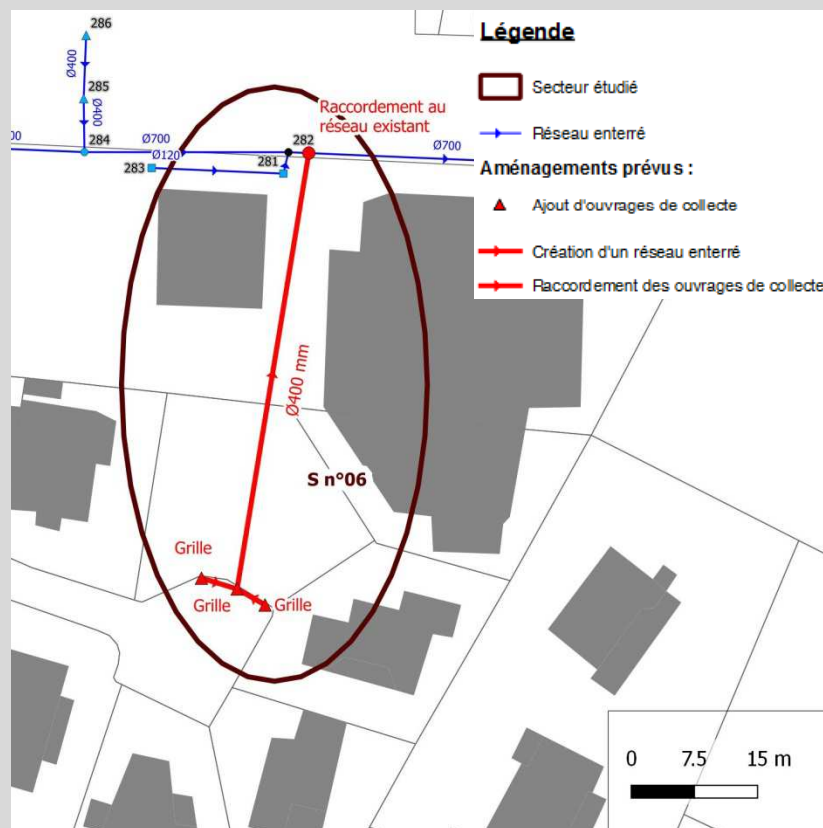 286
Légende
Ø400
285
Secteur étudié
Ø400
Raccordement au
réseau existant
284
Ø700
282
Réseau enterré
00
Ø120
281
Ø700
283
Aménagements prévus :
Ajout d'ouvrages de collecte
Création d'un réseau enterré
Raccordement des ouvrages de collecte
Ø400 mm
S n°06
Grille
Grille
Grille
0 7.5 15 m